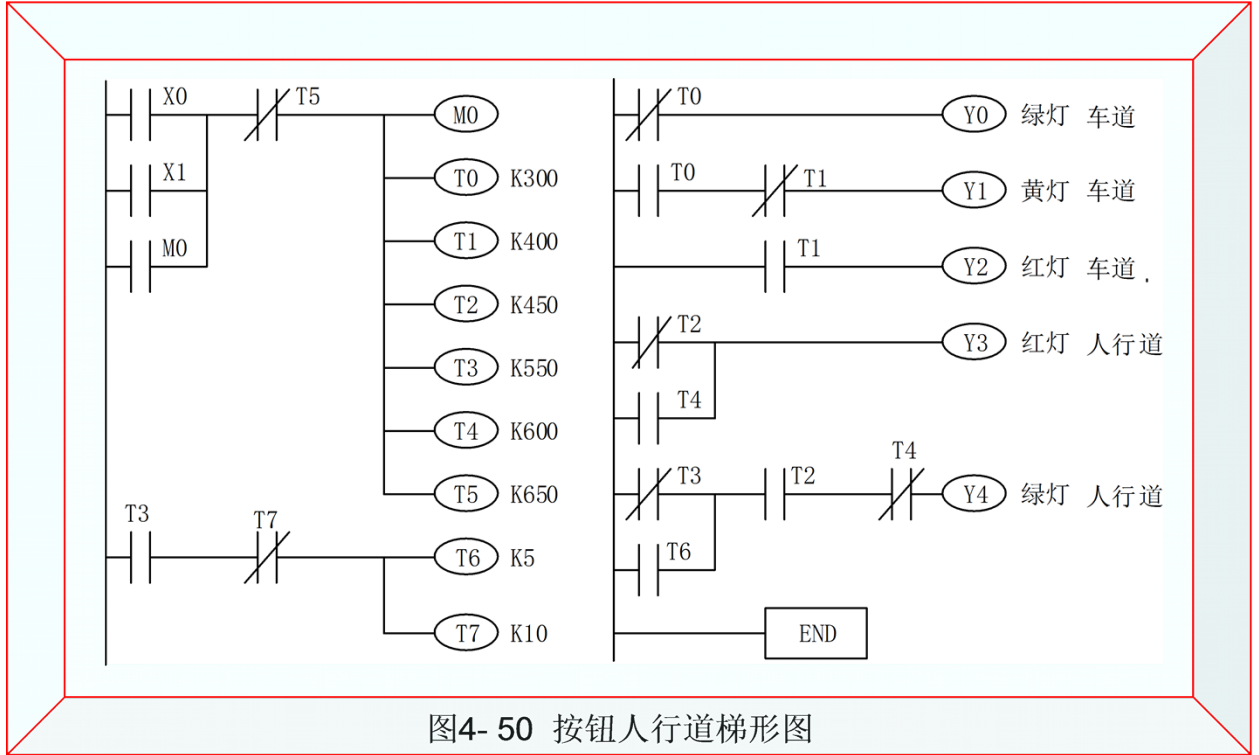 X0 T5 M0
T0 K300
X1
T1 K400
M0
T2 K450
T3 K550
T4 K600
T5 K650
T3 T7
T6 K5
T7 K10
T0 Y0 绿灯 车道
T0 T1 Y1 黄灯 车道
T1 Y2 红灯 车道
T2 Y3 红灯 人行道
T4
T4
T3 T2 Y4 绿灯 人行道
T6
END
图4- 50 按钮人行道梯形图